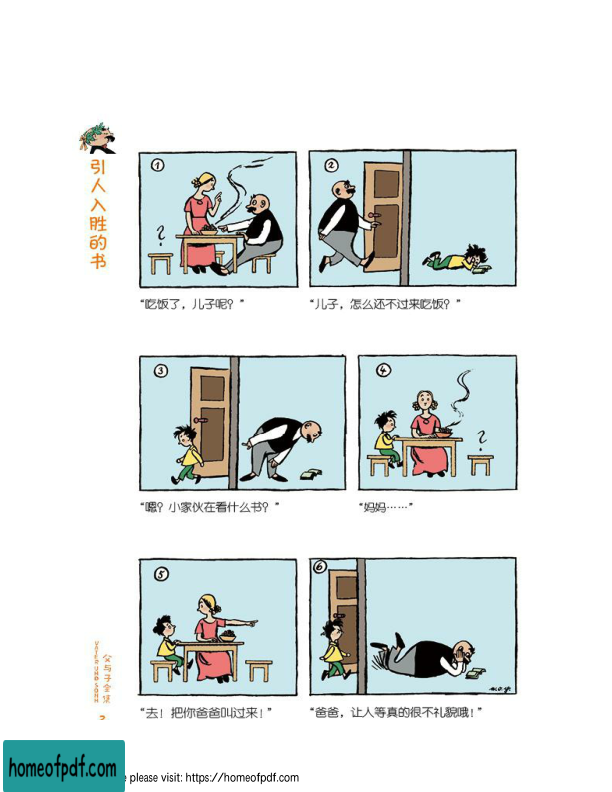 引人入胜的书
1
2
?
"吃饭了，儿子呢？"
"儿子，怎么还不过来吃饭？"
3
4
?
"嗯？小家伙在看什么书？"
"妈妈……"
5
6
"去！把你爸爸叫过来！"
"爸爸，让人等真的很不礼貌哦！"
父与子全集
VATER UND SOHN
homeofpdf.com
e please visit: https://homeofpdf.com